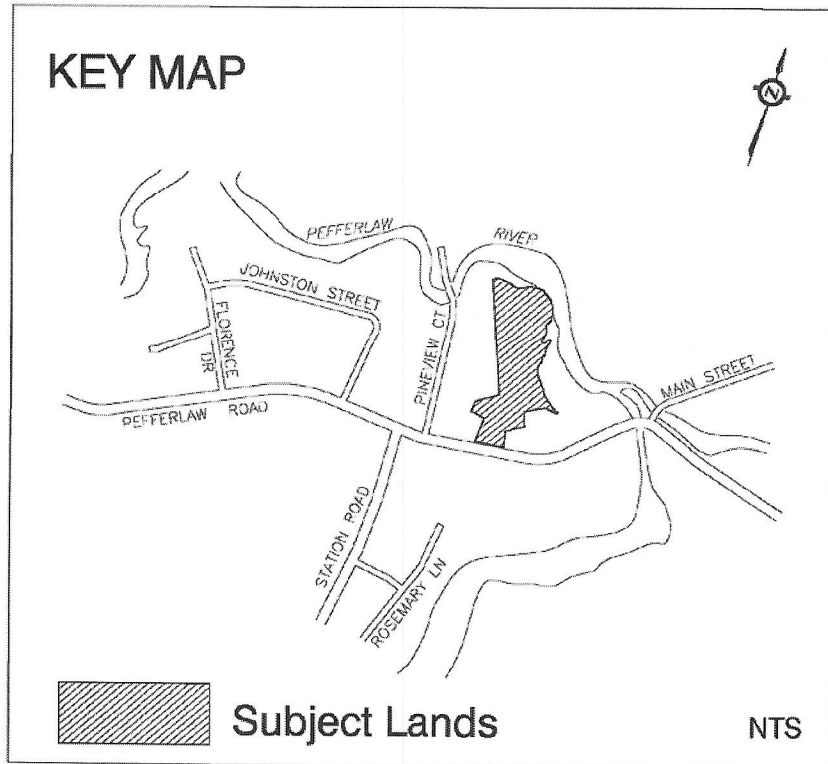 KEY MAP
N
PEFFERLAW RIVER
JOHNSTON STREET
FLORENCE DR
PINEVIEW CT
MAIN STREET
PEFFERLAW ROAD
STATION ROAD
ROSEMARY LN
Subject Lands
NTS